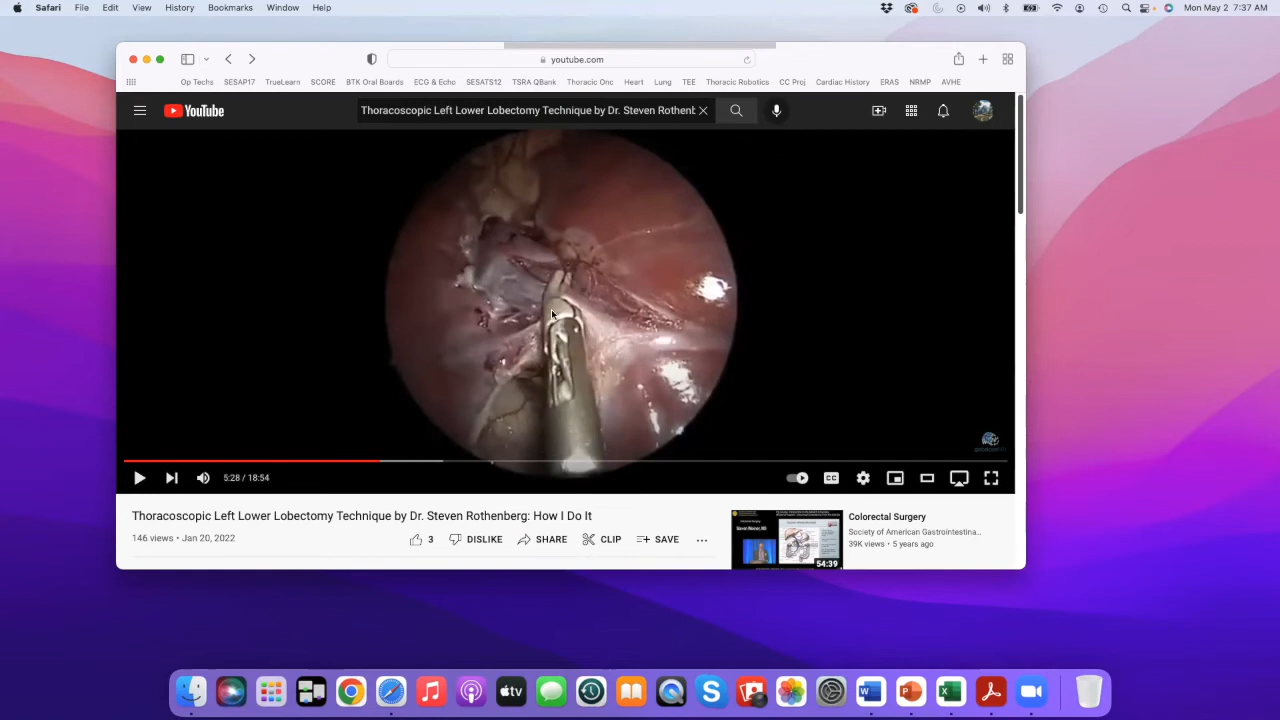 Safari File Edit View History Bookmarks Window Help Mon May 2 7:37 AM
youtube.com
Op Techs SESAP17 TrueLearn SCORE BTK Oral Boards ECG & Echo SESATS12 TSRA QBank Thoracic Onc Heart Lung TEE Thoracic Robotics CC Proj Cardiac History ERAS NRMP AVHE
YouTube Thoracoscopic Left Lower Lobectomy Technique by Dr. Steven Rothenb
5:28 / 18:54 CC
Thoracoscopic Left Lower Lobectomy Technique by Dr. Steven Rothenberg: How I Do It
146 views • Jan 20, 2022 3 DISLIKE SHARE CLIP SAVE ...
Colorectal Surgery
Society of American Gastrointestina...
39K views • 5 years ago
54:39
tv
W P X